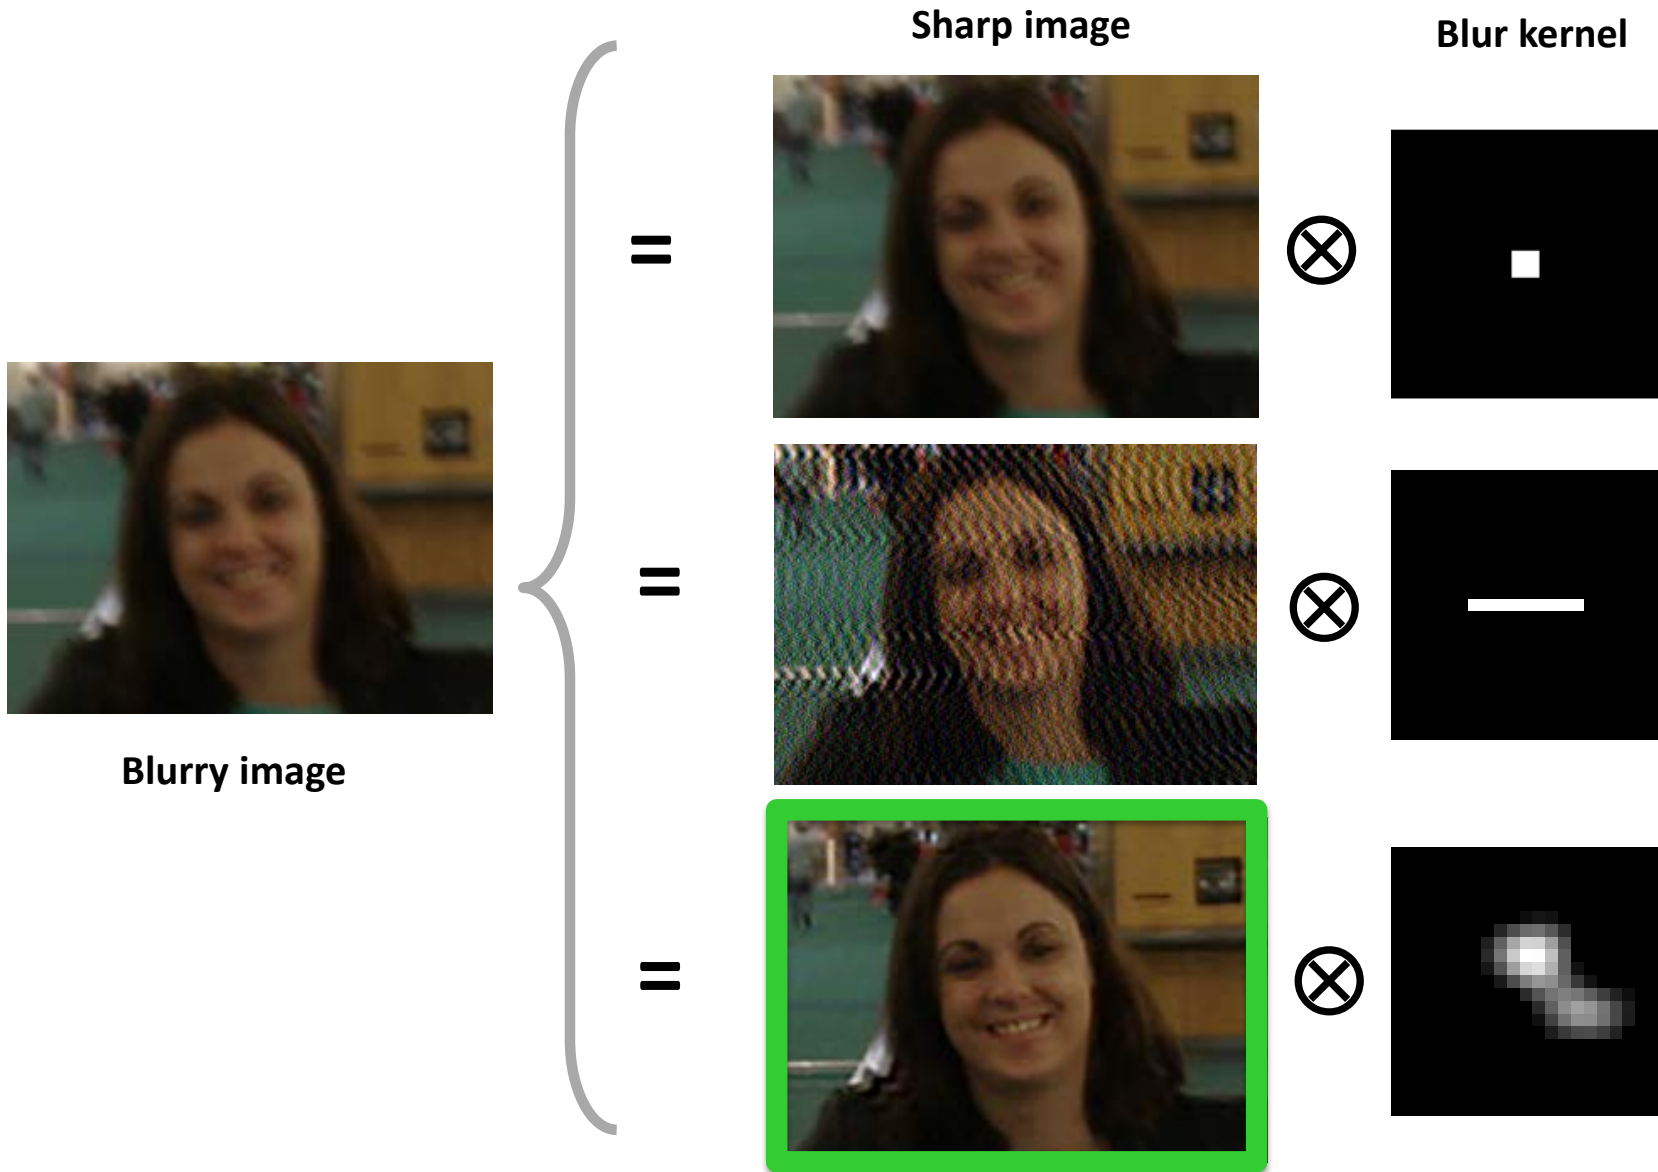 Sharp image
Blur kernel
=
⊗
=
⊗
Blurry image
=
⊗